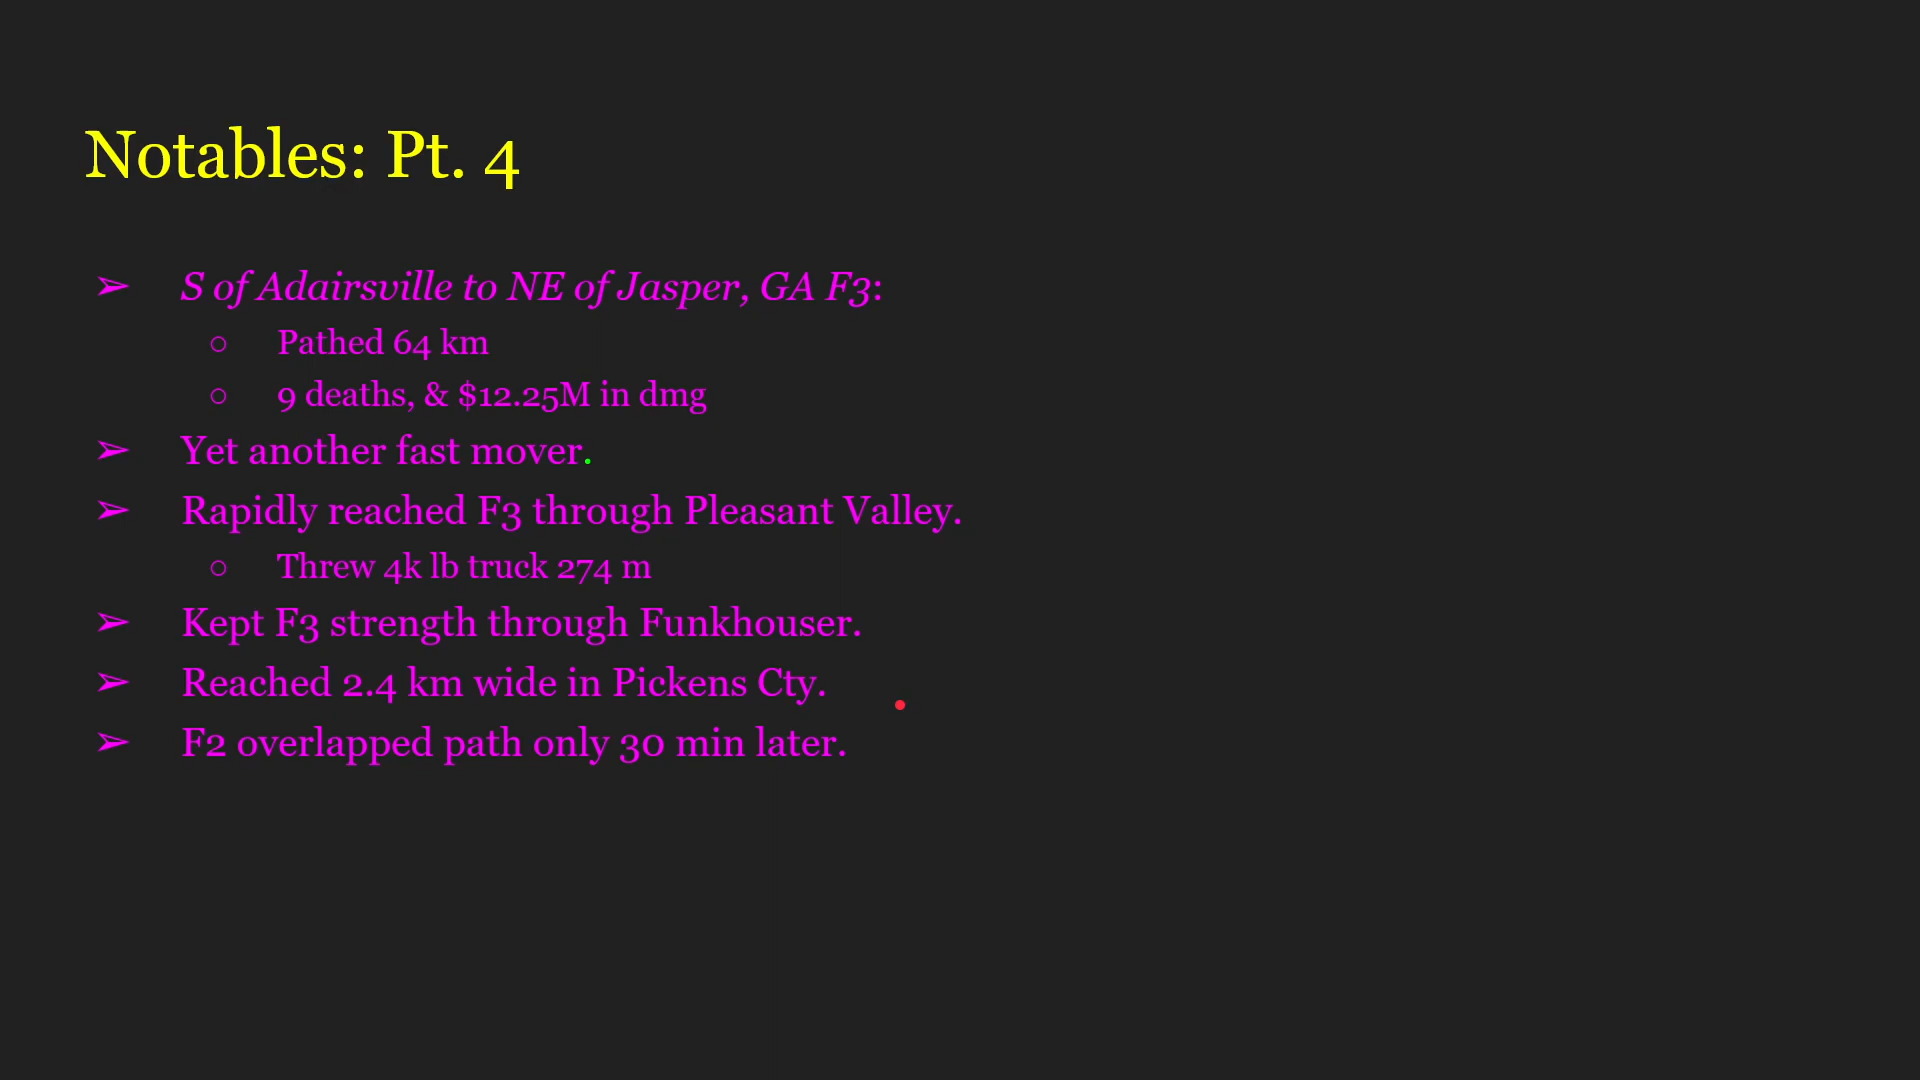 Notables: Pt. 4
➢ S of Adairsville to NE of Jasper, GA F3:
○ Pathed 64 km
○ 9 deaths, & $12.25M in dmg
➢ Yet another fast mover.
➢ Rapidly reached F3 through Pleasant Valley.
○ Threw 4k lb truck 274 m
➢ Kept F3 strength through Funkhouser.
➢ Reached 2.4 km wide in Pickens Cty.
➢ F2 overlapped path only 30 min later.